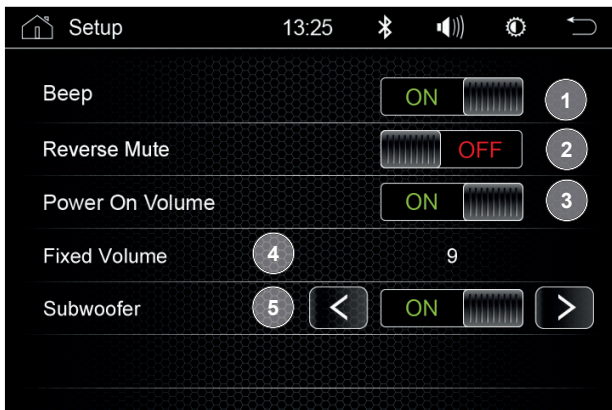 Setup 13:25
Beep ON 1
Reverse Mute OFF 2
Power On Volume ON 3
Fixed Volume 4 9
Subwoofer 5 < ON >